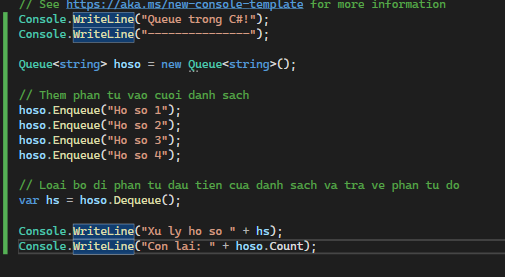 // See https://aka.ms/new-console-template for more information
Console.WriteLine("Queue trong C#!");
Console.WriteLine("---------------");
Queue<string> hoso = new Queue<string>();
// Them phan tu vao cuoi danh sach
hoso.Enqueue("Ho so 1");
hoso.Enqueue("Ho so 2");
hoso.Enqueue("Ho so 3");
hoso.Enqueue("Ho so 4");
// Loai bo di phan tu dau tien cua danh sach va tra ve phan tu do
var hs = hoso.Dequeue();
Console.WriteLine("Xu ly ho so " + hs);
Console.WriteLine("Con lai: " + hoso.Count);